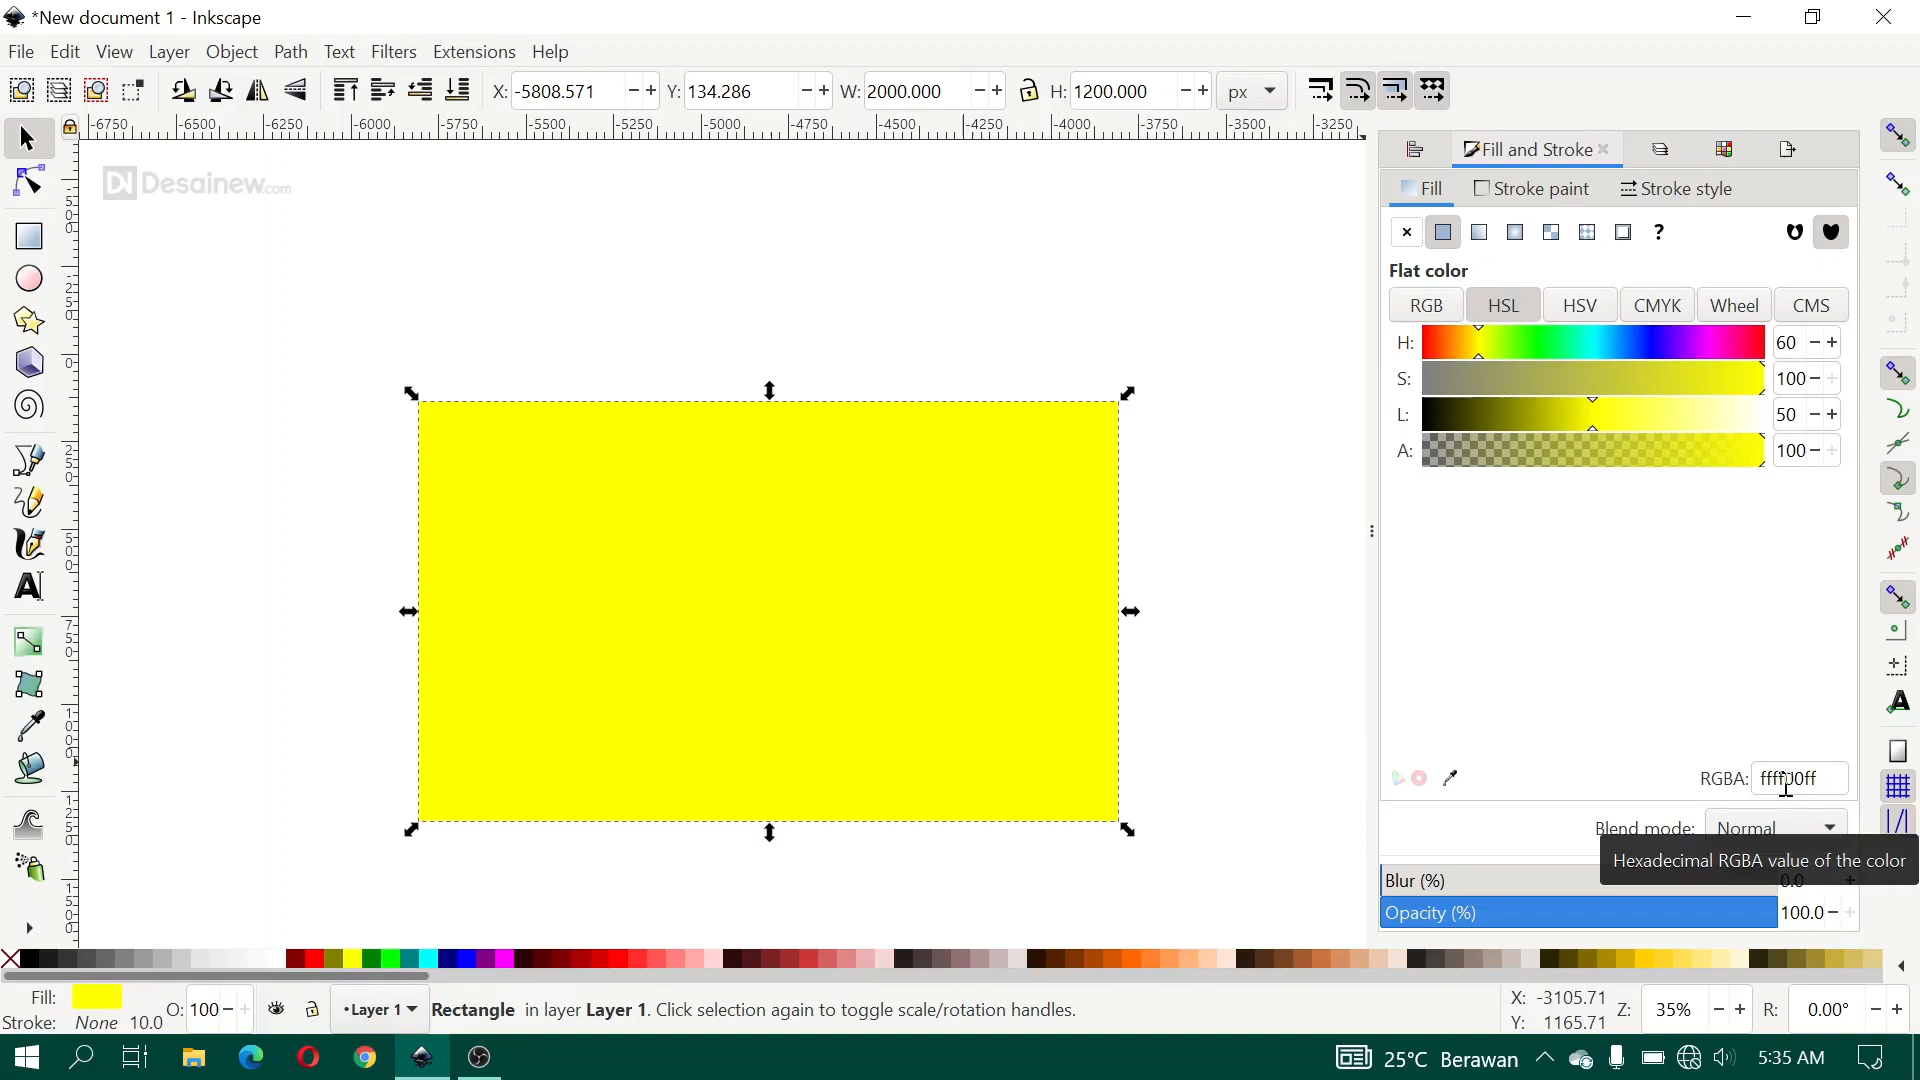 *New document 1 - Inkscape
File Edit View Layer Object Path Text Filters Extensions Help
X: -5808.571 Y: 134.286 W: 2000.000 H: 1200.000 px
-6750 -6500 -6250 -6000 -5750 -5500 -5250 -5000 -4750 -4500 -4250 -4000 -3750 -3500 -3250
Desainew.com
Fill and Stroke
Fill Stroke paint Stroke style
?
Flat color
RGB HSL HSV CMYK Wheel CMS
H: 60
S: 100
L: 50
A: 100
RGBA: ffff00ff
Blend mode: Normal
Hexadecimal RGBA value of the color
Blur (%) 0.0
Opacity (%) 100.0
Fill: O: 100 Layer 1 Rectangle in layer Layer 1. Click selection again to toggle scale/rotation handles.
Stroke: None 10.0
X: -3105.71 Z: 35% R: 0.00°
Y: 1165.71
25°C Berawan 5:35 AM